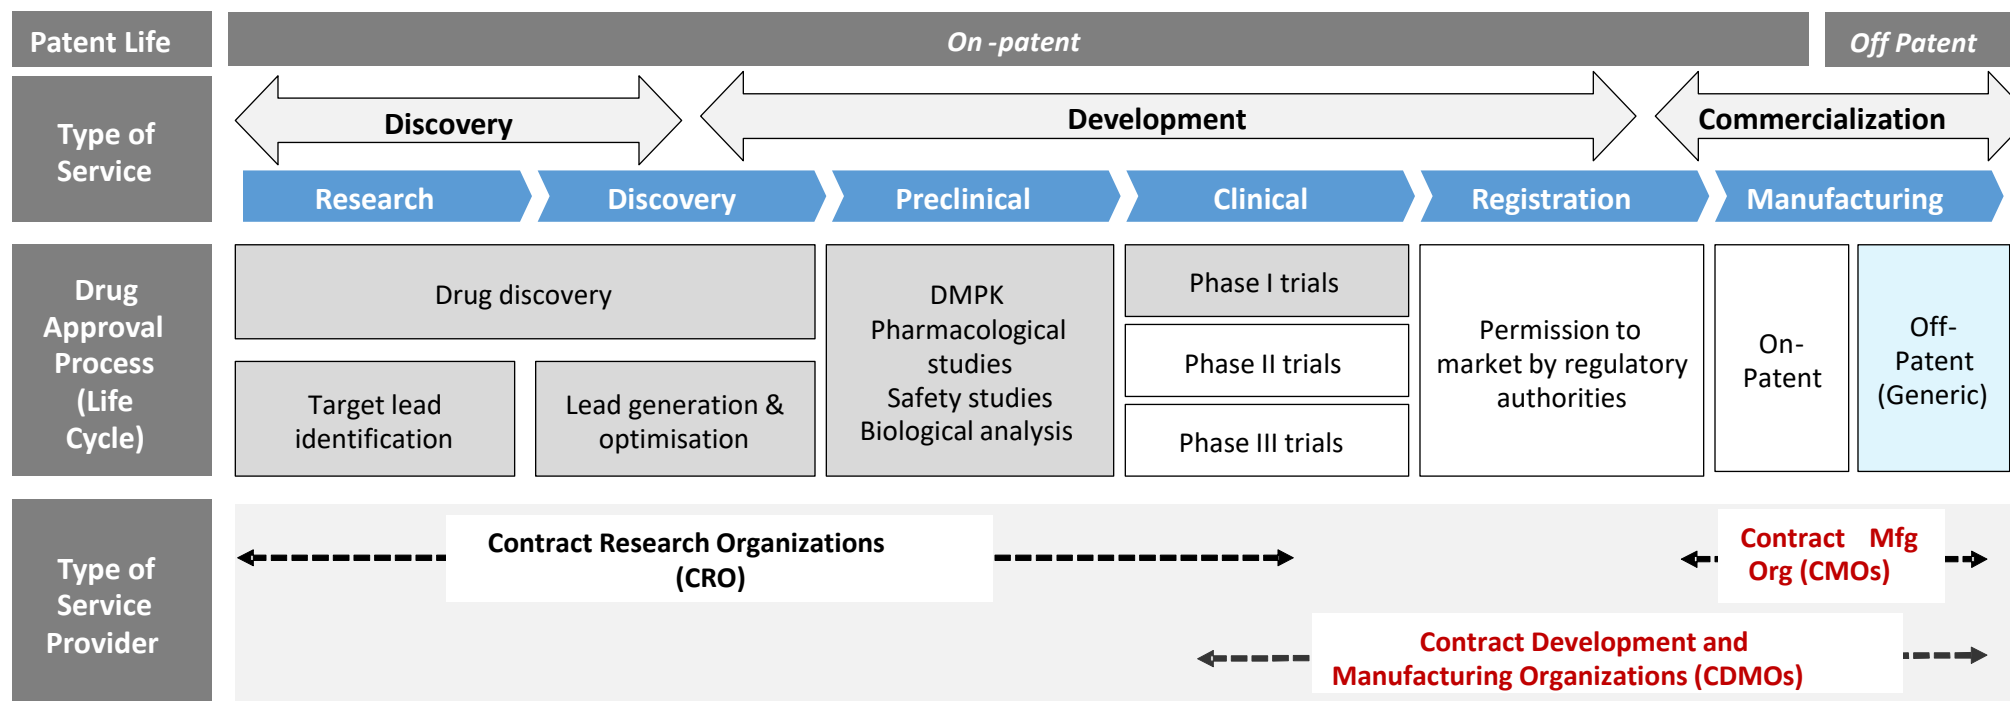 Patent Life
On -patent
Off Patent
Type of
Service
Discovery
Development
Commercialization
Research
Discovery
Preclinical
Clinical
Registration
Manufacturing
Drug
Approval
Process
(Life
Cycle)
Drug discovery
Target lead
identification
Lead generation &
optimisation
DMPK
Pharmacological
studies
Safety studies
Biological analysis
Phase I trials
Phase II trials
Phase III trials
Permission to
market by regulatory
authorities
On-
Patent
Off-
Patent
(Generic)
Type of
Service
Provider
Contract Research Organizations
(CRO)
Contract Mfg
Org (CMOs)
Contract Development and
Manufacturing Organizations (CDMOs)